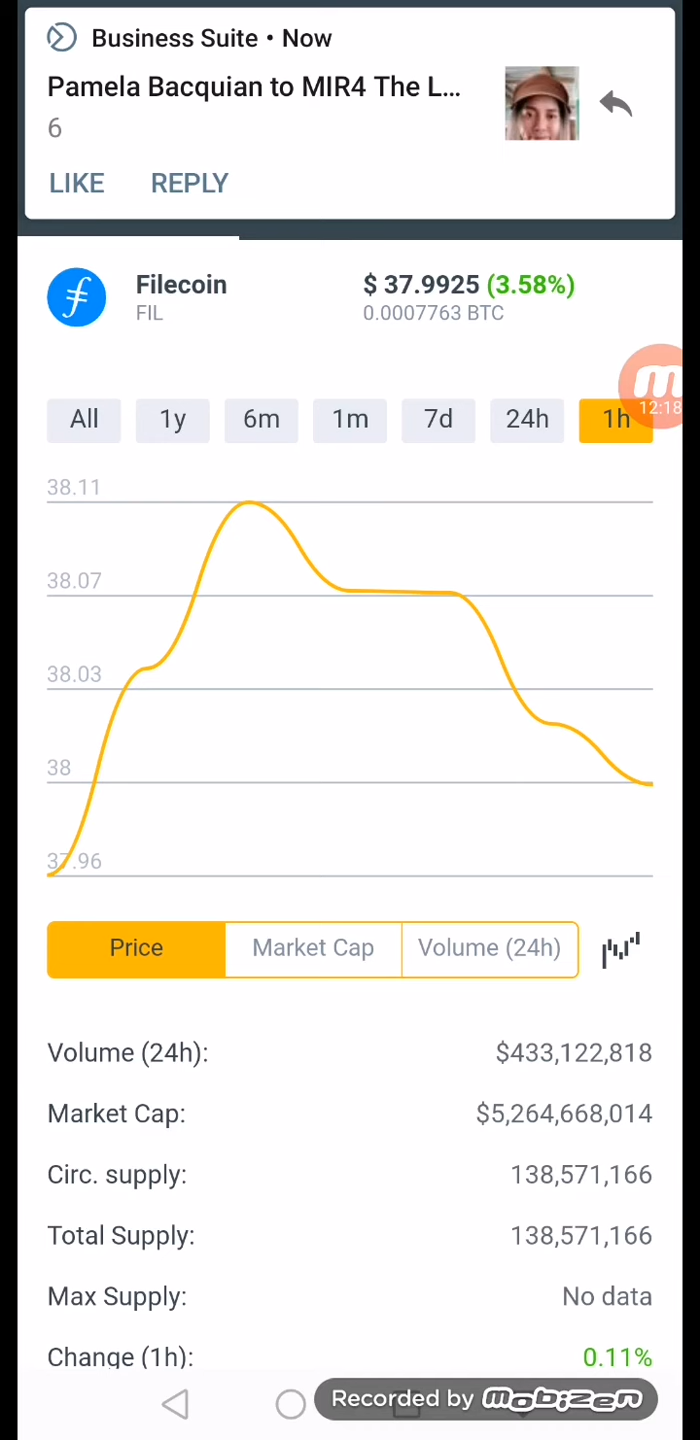 Business Suite • Now
Pamela Bacquian to MIR4 The L...
6
LIKE REPLY
Filecoin $ 37.9925 (3.58%)
FIL 0.0007763 BTC
All 1y 6m 1m 7d 24h 1h
12:18
38.11
38.07
38.03
38
37.96
Price Market Cap Volume (24h)
Volume (24h): $433,122,818
Market Cap: $5,264,668,014
Circ. supply: 138,571,166
Total Supply: 138,571,166
Max Supply: No data
Change (1h): 0.11%
Recorded by Mobizen